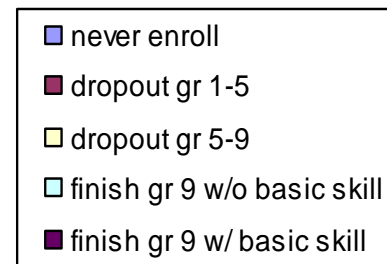 never enroll
dropout gr 1-5
dropout gr 5-9
finish gr 9 w/o basic skill
finish gr 9 w/ basic skill